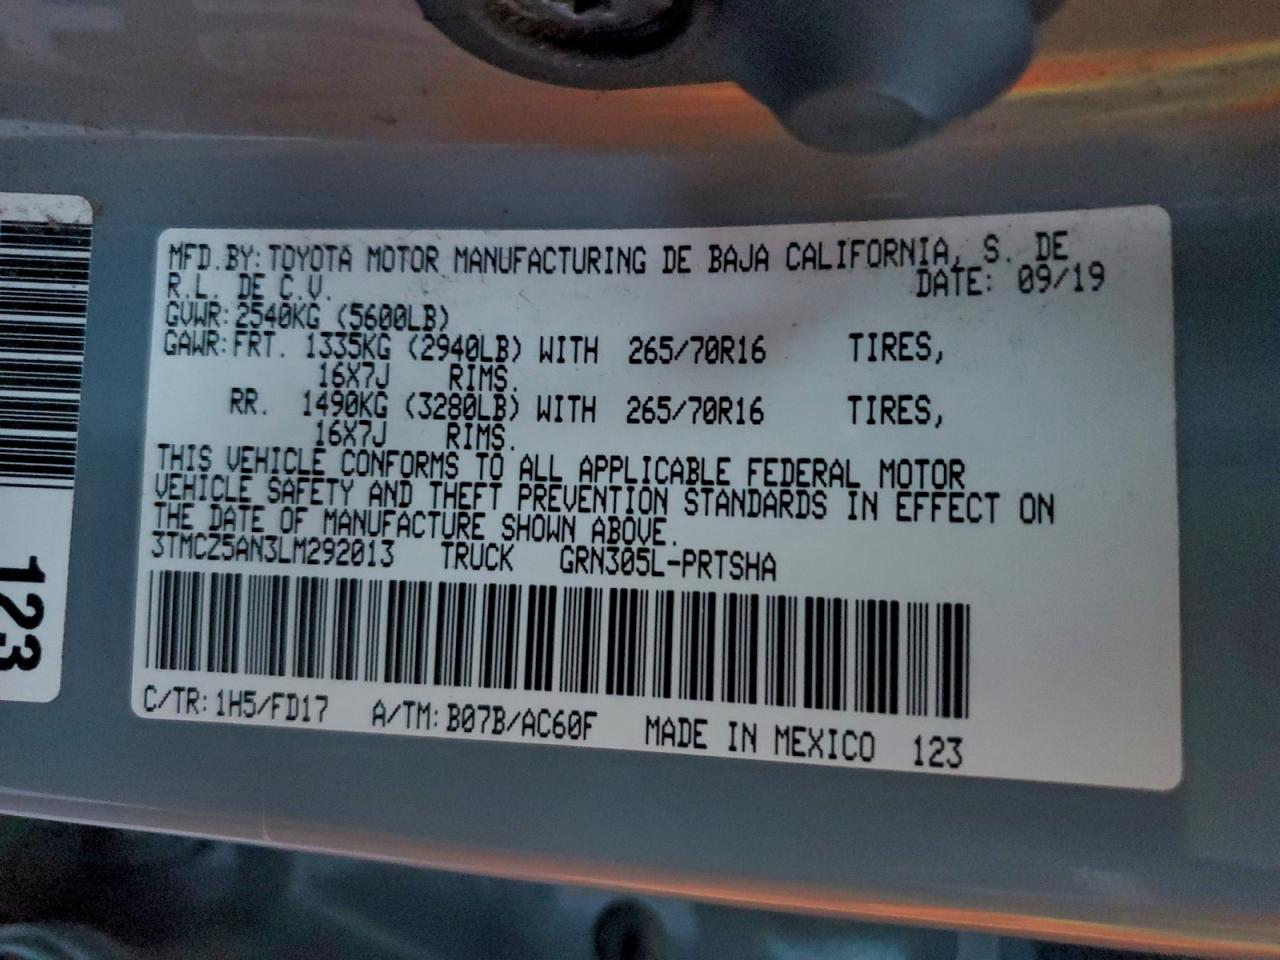 MFD.BY: TOYOTA MOTOR MANUFACTURING DE BAJA CALIFORNIA, S. DE
R.L. DE C.V. DATE: 09/19
GVWR: 2540KG (5600LB)
GAWR: FRT. 1335KG (2940LB) WITH 265/70R16 TIRES,
16X7J RIMS.
RR. 1490KG (3280LB) WITH 265/70R16 TIRES,
16X7J RIMS.
THIS VEHICLE CONFORMS TO ALL APPLICABLE FEDERAL MOTOR
VEHICLE SAFETY AND THEFT PREVENTION STANDARDS IN EFFECT ON
THE DATE OF MANUFACTURE SHOWN ABOVE.
3TMCZ5AN3LM292013 TRUCK GRN305L-PRTSHA
C/TR: 1H5/FD17 A/TM: B07B/AC60F MADE IN MEXICO 123
123